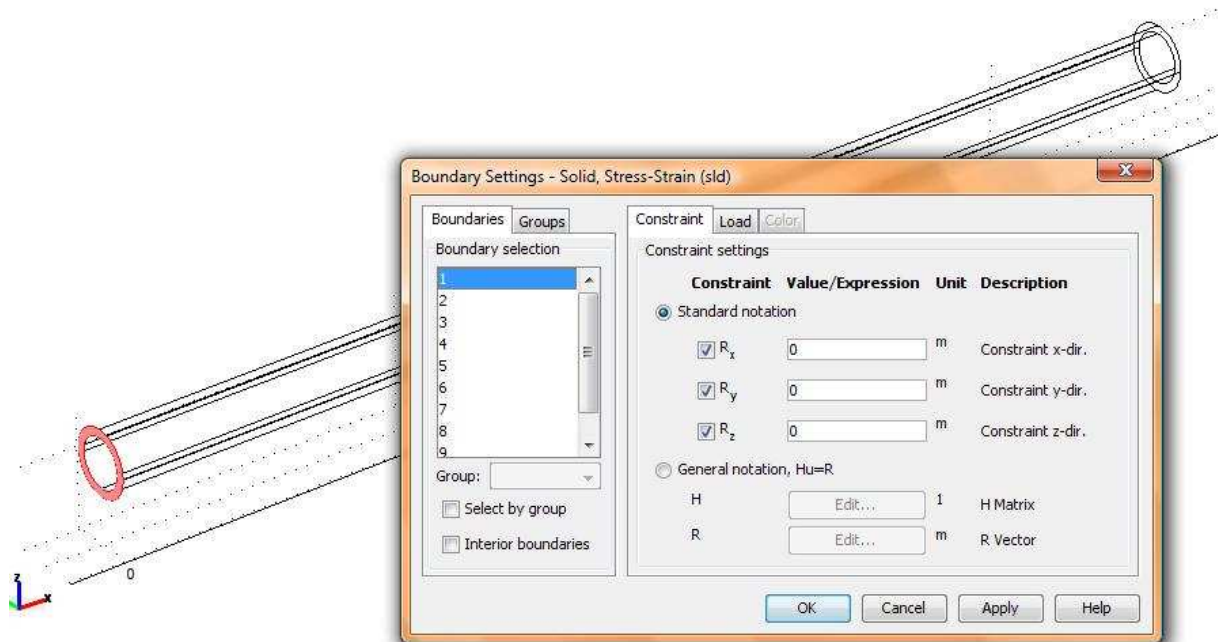 Boundary Settings - Solid, Stress-Strain (sld)
X
Boundaries Groups
Constraint Load Color
Boundary selection
1
2
3
4
5
6
7
8
9
Group:
Select by group
Interior boundaries
Constraint settings
Constraint Value/Expression Unit Description
Standard notation
Rx 0 m Constraint x-dir.
Ry 0 m Constraint y-dir.
Rz 0 m Constraint z-dir.
General notation, Hu=R
H Edit... 1 H Matrix
R Edit... m R Vector
OK Cancel Apply Help
0
z
x